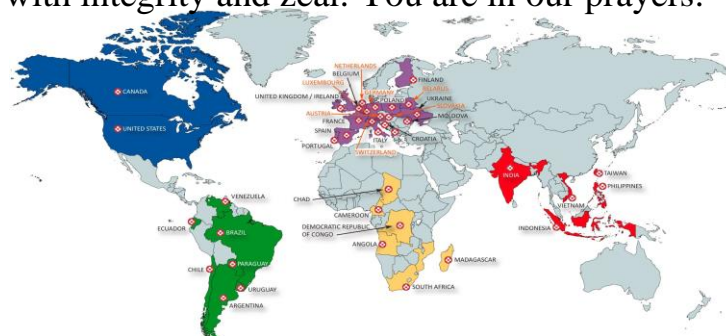 with integrity and zeal! You are in our prayers!
NETHERLANDS
BELGIUM
FINLAND
LUXEMBOURG
GERMANY
BELARUS
CANADA
UNITED KINGDOM / IRELAND
POLAND
UKRAINE
SLOVAKIA
AUSTRIA
MOLDOVA
UNITED STATES
FRANCE
SPAIN
CROATIA
PORTUGAL
ITALY
SWITZERLAND
INDIA
TAIWAN
PHILIPPINES
VENEZUELA
CHAD
VIETNAM
CAMEROON
ECUADOR
BRAZIL
DEMOCRATIC REPUBLIC
OF CONGO
INDONESIA
ANGOLA
PARAGUAY
MADAGASCAR
CHILE
URUGUAY
SOUTH AFRICA
ARGENTINA